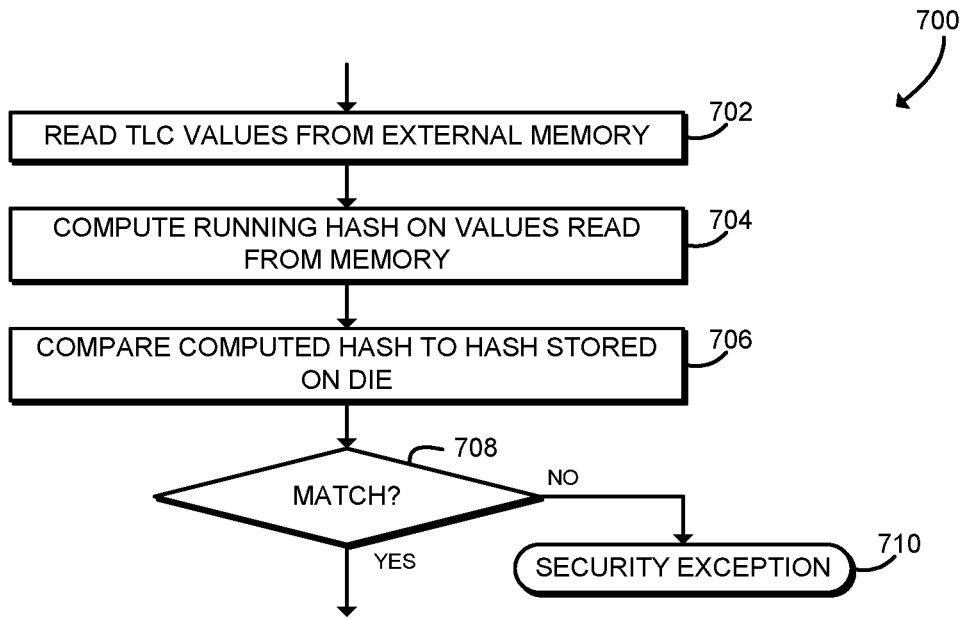 700
READ TLC VALUES FROM EXTERNAL MEMORY
702
COMPUTE RUNNING HASH ON VALUES READ
FROM MEMORY
704
COMPARE COMPUTED HASH TO HASH STORED
ON DIE
706
708
MATCH?
NO
YES
SECURITY EXCEPTION
710